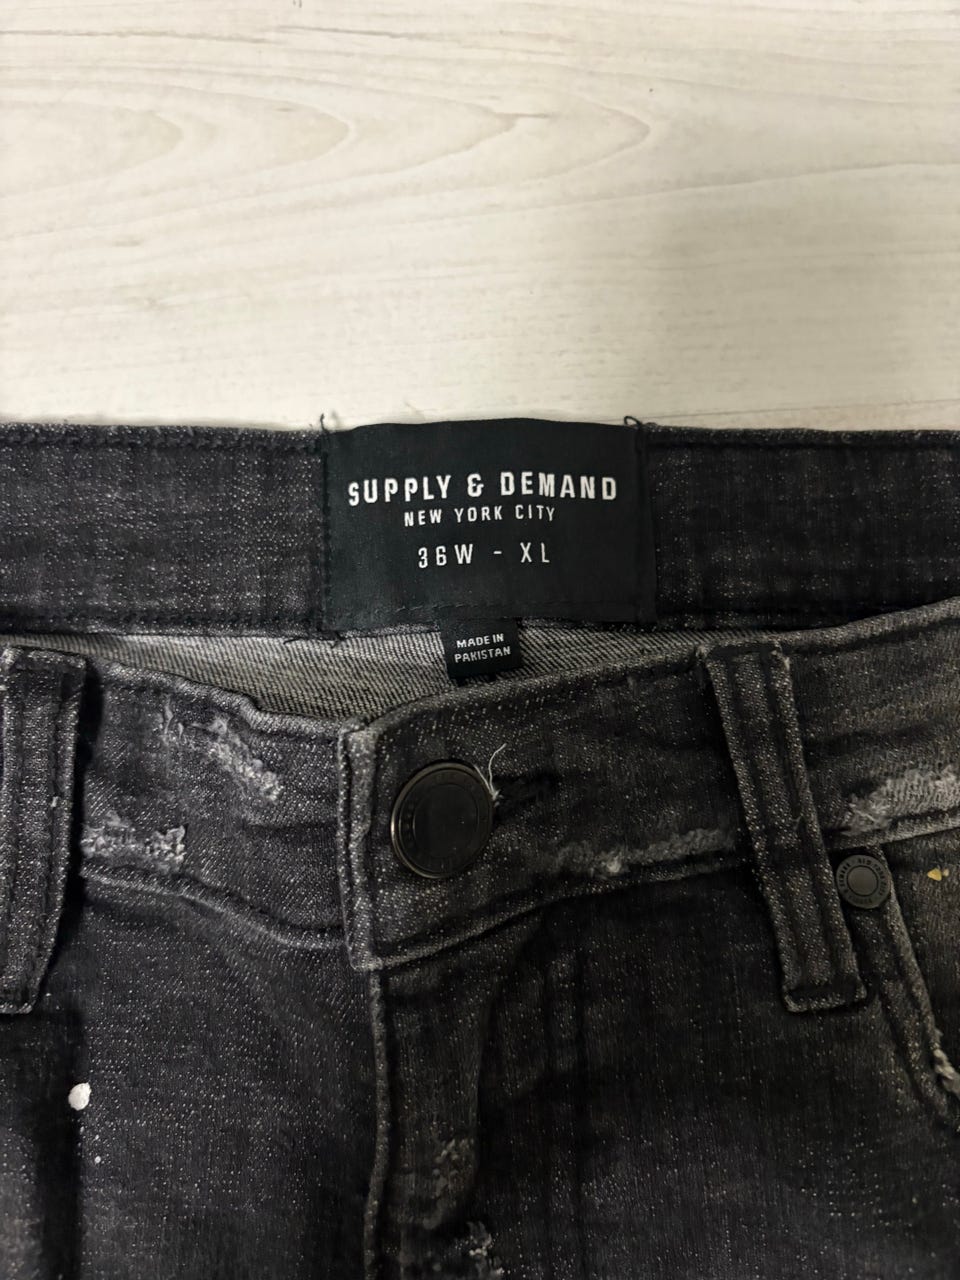 SUPPLY & DEMAND
NEW YORK CITY
36W - XL
MADE IN
PAKISTAN